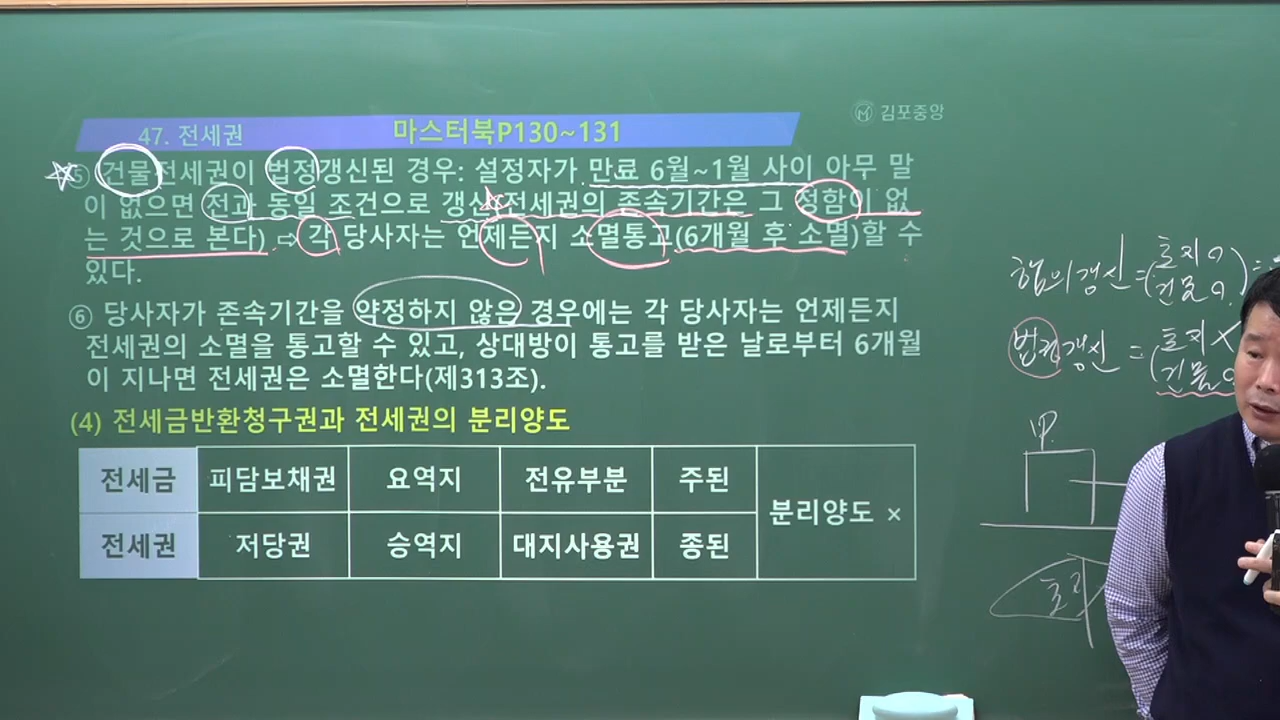 김포중앙
47. 전세권 마스터북P130~131
⑤ 건물전세권이 법정갱신된 경우: 설정자가 만료 6월~1월 사이 아무 말
이 없으면 전과 동일 조건으로 갱신(전세권의 존속기간은 그 정함이 없
는 것으로 본다) ⇨ 각 당사자는 언제든지 소멸통고(6개월 후 소멸)할 수
있다.
⑥ 당사자가 존속기간을 약정하지 않은 경우에는 각 당사자는 언제든지
전세권의 소멸을 통고할 수 있고, 상대방이 통고를 받은 날로부터 6개월
이 지나면 전세권은 소멸한다(제313조).
(4) 전세금반환청구권과 전세권의 분리양도
전세금 피담보채권 요역지 전유부분 주된 분리양도 ×
전세권 저당권 승역지 대지사용권 종된
합의갱신 = (토지 o
건물 o.)
법정갱신 = (토지 X
건물 o
甲
토지